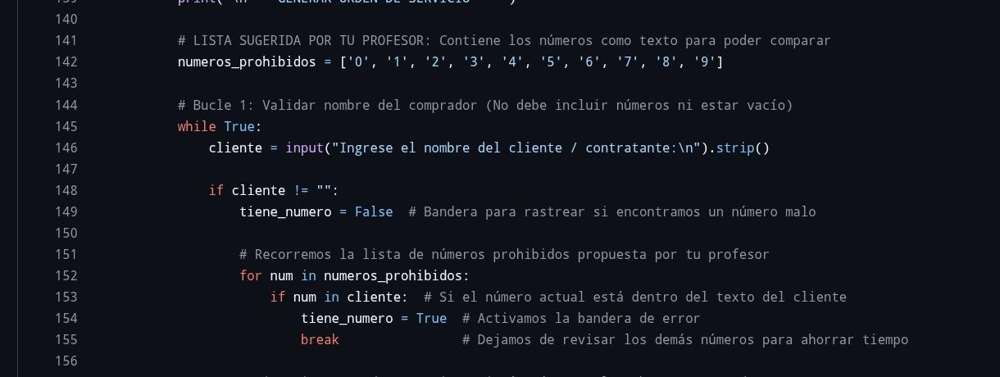 140
141 # LISTA SUGERIDA POR TU PROFESOR: Contiene los números como texto para poder comparar
142 numeros_prohibidos = ['0', '1', '2', '3', '4', '5', '6', '7', '8', '9']
143
144 # Bucle 1: Validar nombre del comprador (No debe incluir números ni estar vacío)
145 while True:
146 cliente = input("Ingrese el nombre del cliente / contratante:\n").strip()
147
148 if cliente != "":
149 tiene_numero = False # Bandera para rastrear si encontramos un número malo
150
151 # Recorremos la lista de números prohibidos propuesta por tu profesor
152 for num in numeros_prohibidos:
153 if num in cliente: # Si el número actual está dentro del texto del cliente
154 tiene_numero = True # Activamos la bandera de error
155 break # Dejamos de revisar los demás números para ahorrar tiempo
156